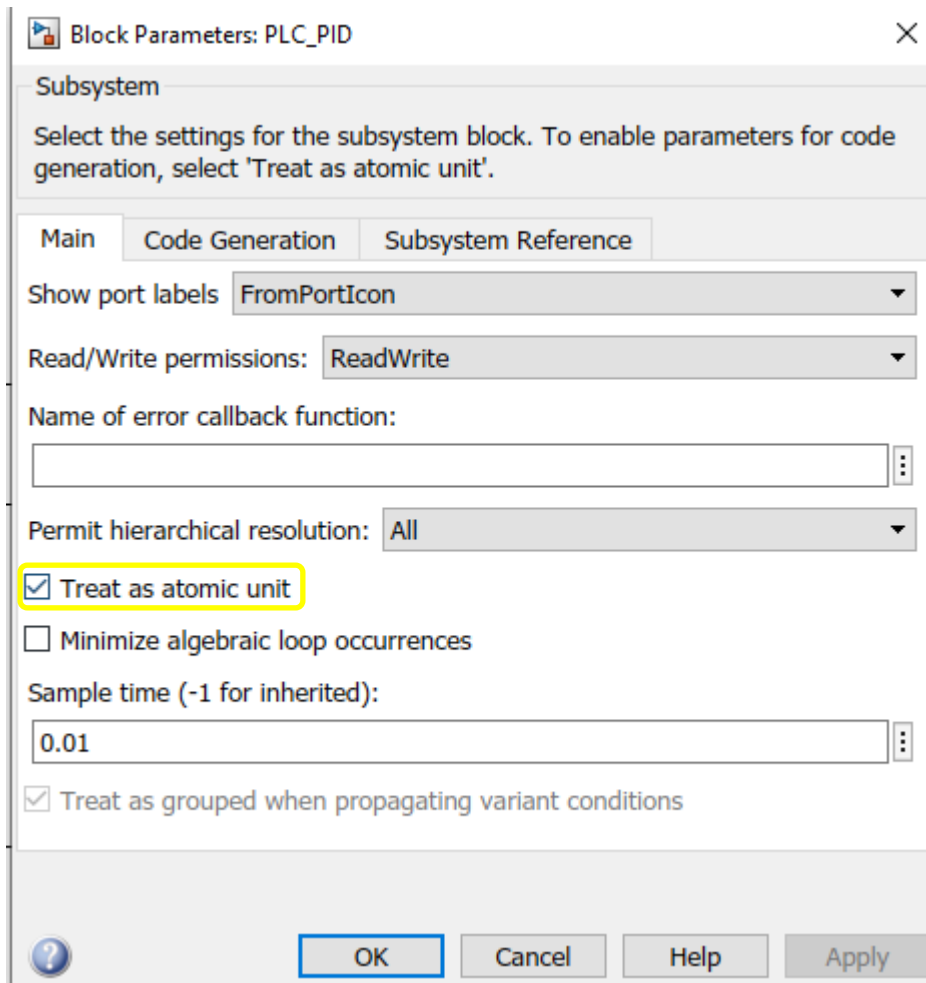 Block Parameters: PLC_PID
Subsystem
Select the settings for the subsystem block. To enable parameters for code
generation, select 'Treat as atomic unit'.
Main Code Generation Subsystem Reference
Show port labels FromPortIcon
Read/Write permissions: ReadWrite
Name of error callback function:
Permit hierarchical resolution: All
Treat as atomic unit
Minimize algebraic loop occurrences
Sample time (-1 for inherited):
0.01
Treat as grouped when propagating variant conditions
? OK Cancel Help Apply